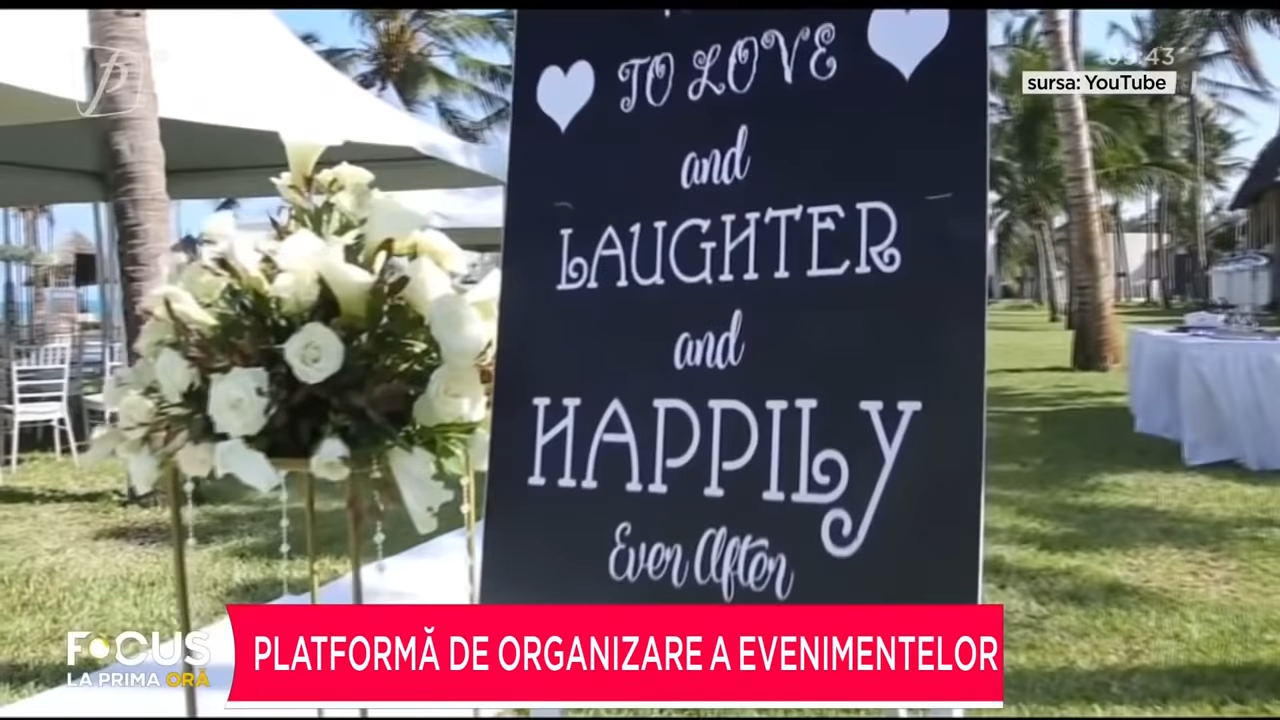 sursa: YouTube
TO LOVE
and
LAUGHTER
and
HAPPILY
Ever After
FOCUS
LA PRIMA ORĂ
PLATFORMĂ DE ORGANIZARE A EVENIMENTELOR